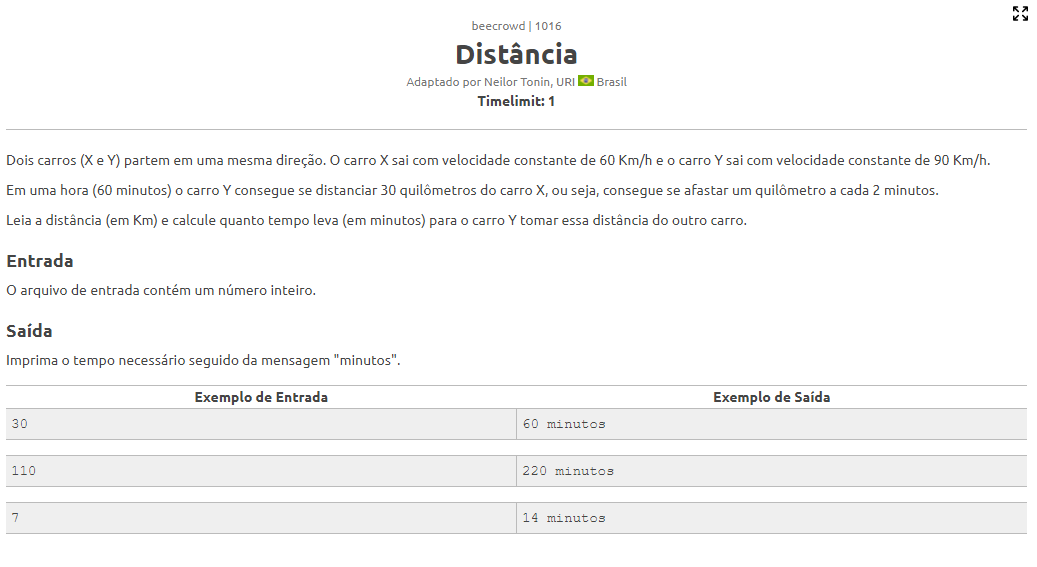 beecrowd | 1016
Distância
Adaptado por Neilor Tonin, URI Brasil
Timelimit: 1
Dois carros (X e Y) partem em uma mesma direção. O carro X sai com velocidade constante de 60 Km/h e o carro Y sai com velocidade constante de 90 Km/h.
Em uma hora (60 minutos) o carro Y consegue se distanciar 30 quilômetros do carro X, ou seja, consegue se afastar um quilômetro a cada 2 minutos.
Leia a distância (em Km) e calcule quanto tempo leva (em minutos) para o carro Y tomar essa distância do outro carro.
Entrada
O arquivo de entrada contém um número inteiro.
Saída
Imprima o tempo necessário seguido da mensagem "minutos".
Exemplo de Entrada Exemplo de Saída
30 60 minutos
110 220 minutos
7 14 minutos